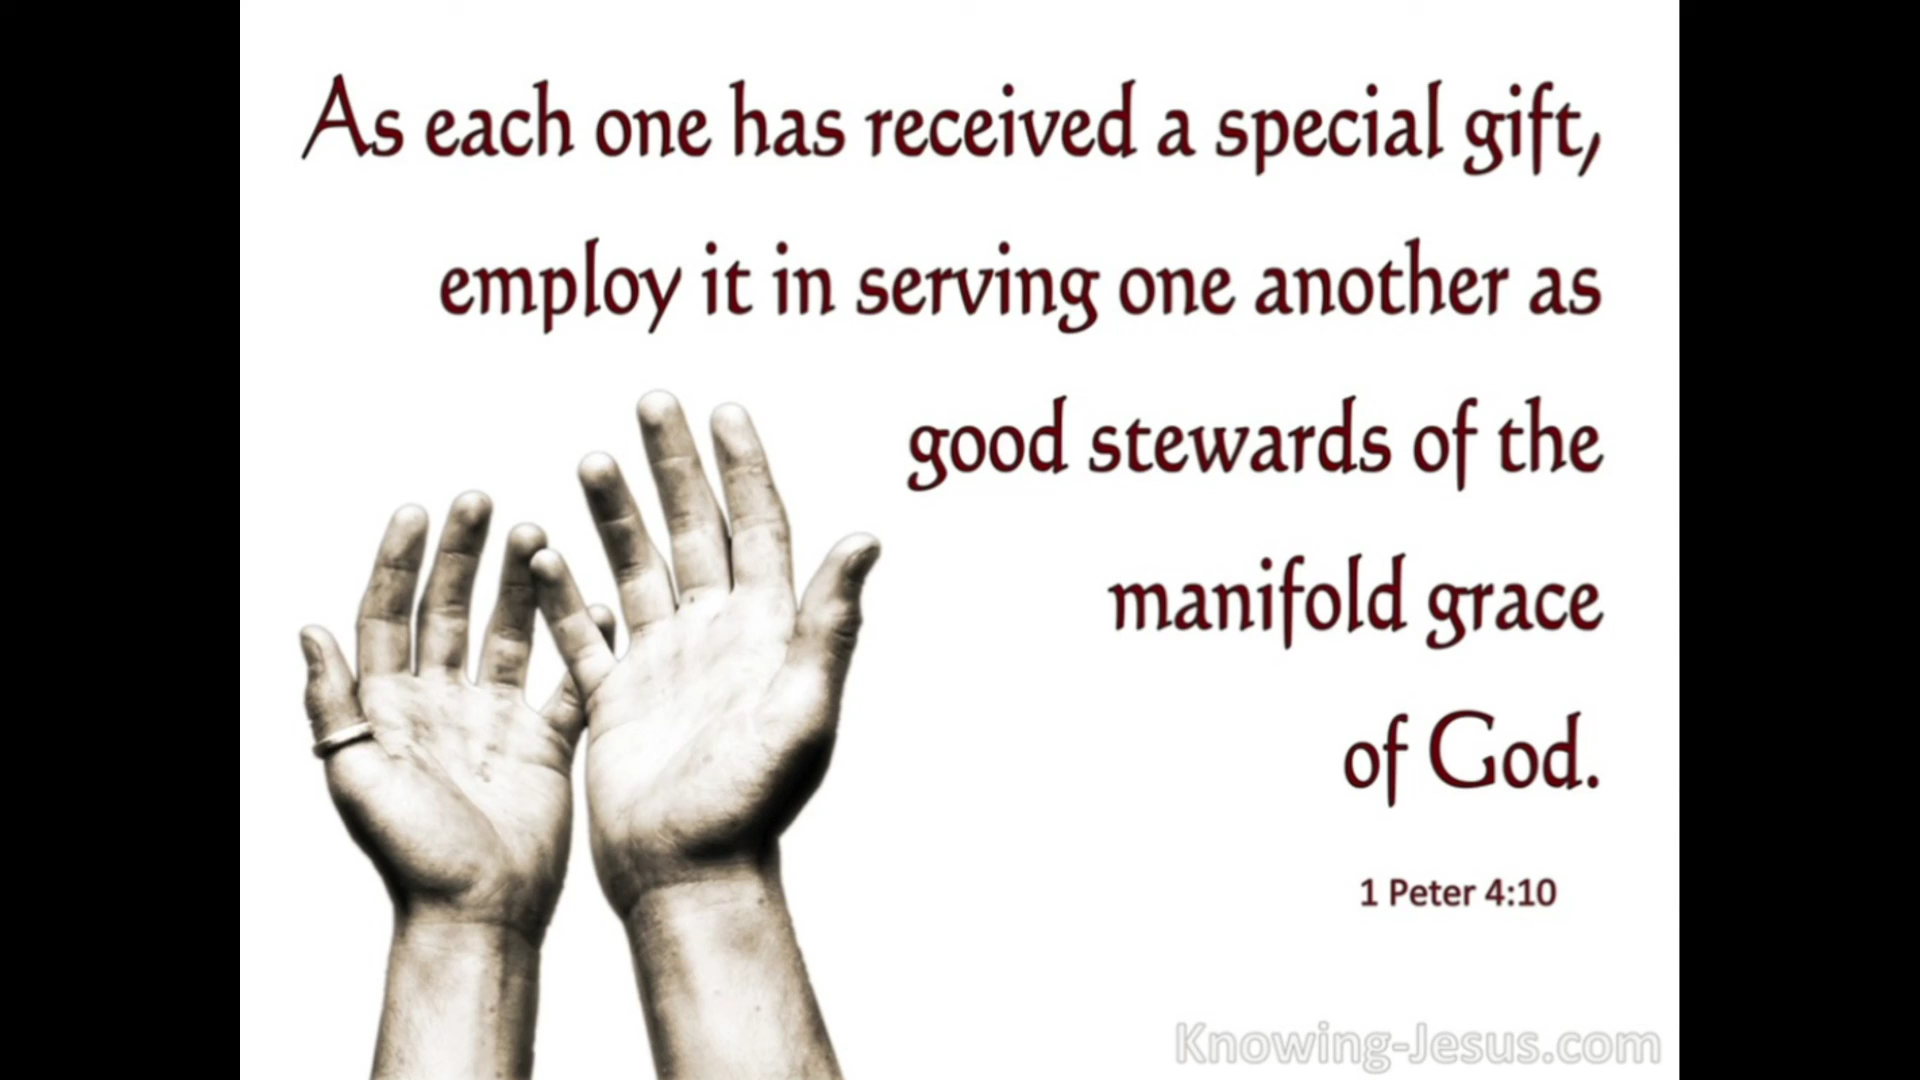 As each one has received a special gift,
employ it in serving one another as
good stewards of the
manifold grace
of God.
1 Peter 4:10
Knowing-Jesus.com